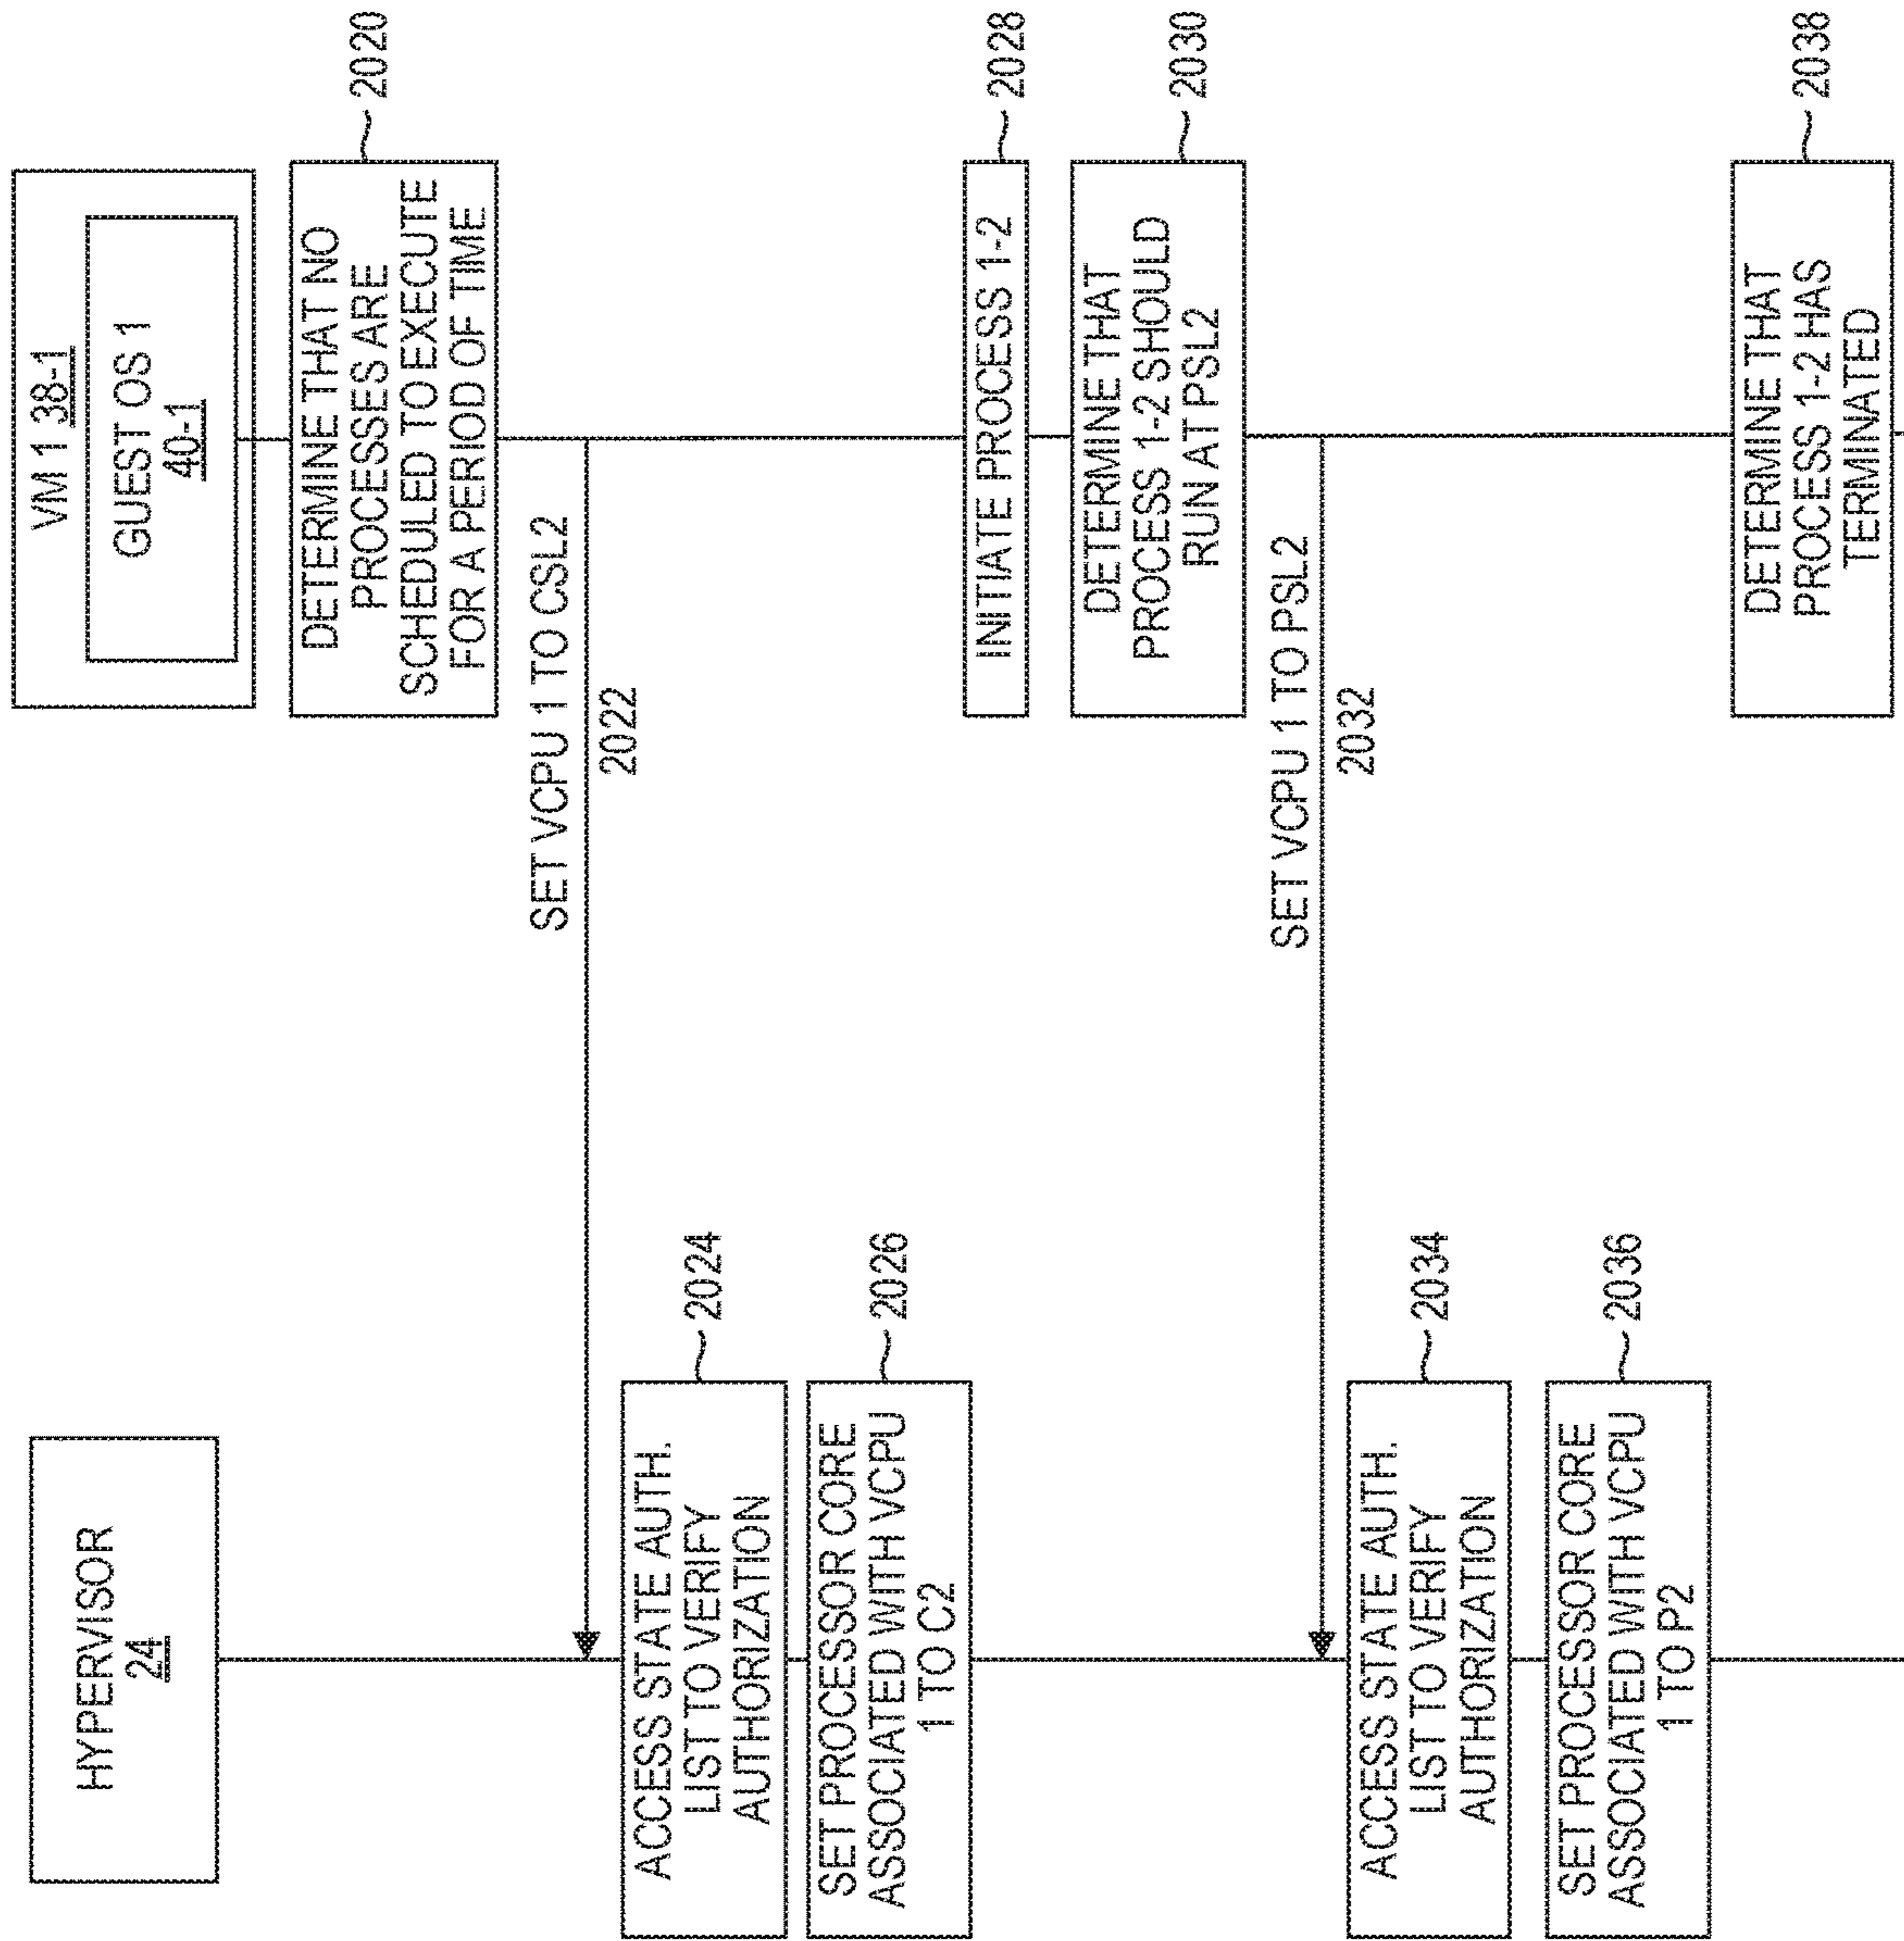 HYPERVISOR
24
VM 1 38-1
GUEST OS 1
40-1
DETERMINE THAT NO
PROCESSES ARE
SCHEDULED TO EXECUTE
FOR A PERIOD OF TIME
2020
SET VCPU 1 TO CSL2
2022
ACCESS STATE AUTH.
LIST TO VERIFY
AUTHORIZATION
2024
SET PROCESSOR CORE
ASSOCIATED WITH VCPU
1 TO C2
2026
INITIATE PROCESS 1-2
2028
DETERMINE THAT
PROCESS 1-2 SHOULD
RUN AT PSL2
2030
SET VCPU 1 TO PSL2
2032
ACCESS STATE AUTH.
LIST TO VERIFY
AUTHORIZATION
2034
SET PROCESSOR CORE
ASSOCIATED WITH VCPU
1 TO P2
2036
DETERMINE THAT
PROCESS 1-2 HAS
TERMINATED
2038